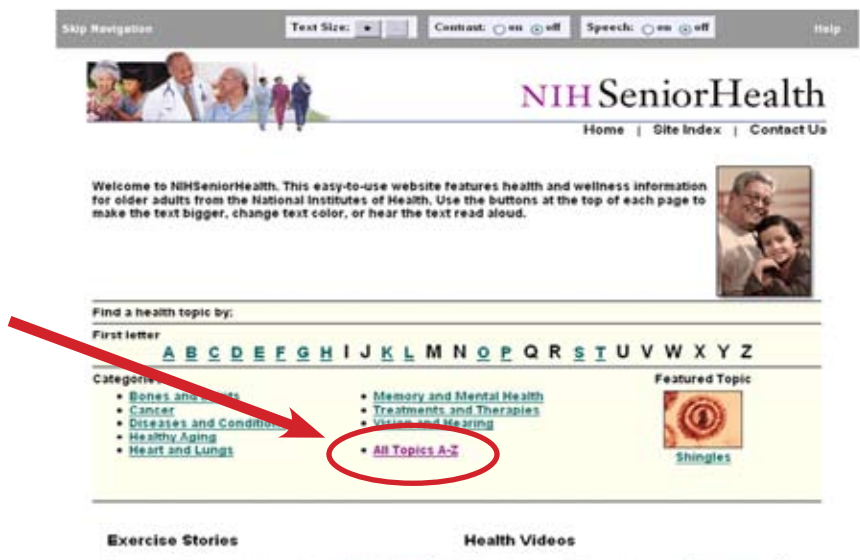 Skip Navigation Text Size: + - Contrast: on off Speech: on off Help
NIH SeniorHealth
Home | Site Index | Contact Us
Welcome to NIHSeniorHealth. This easy-to-use website features health and wellness information
for older adults from the National Institutes of Health. Use the buttons at the top of each page to
make the text bigger, change text color, or hear the text read aloud.
Find a health topic by:
First letter
A B C D E F G H I J K L M N O P Q R S T U V W X Y Z
Categories Featured Topic
Bones and Memory and Mental Health
Cancer Treatments and Therapies
Diseases and Vision and Hearing
Healthy Aging
Heart and Lungs All Topics A-Z
Shingles
Exercise Stories Health Videos